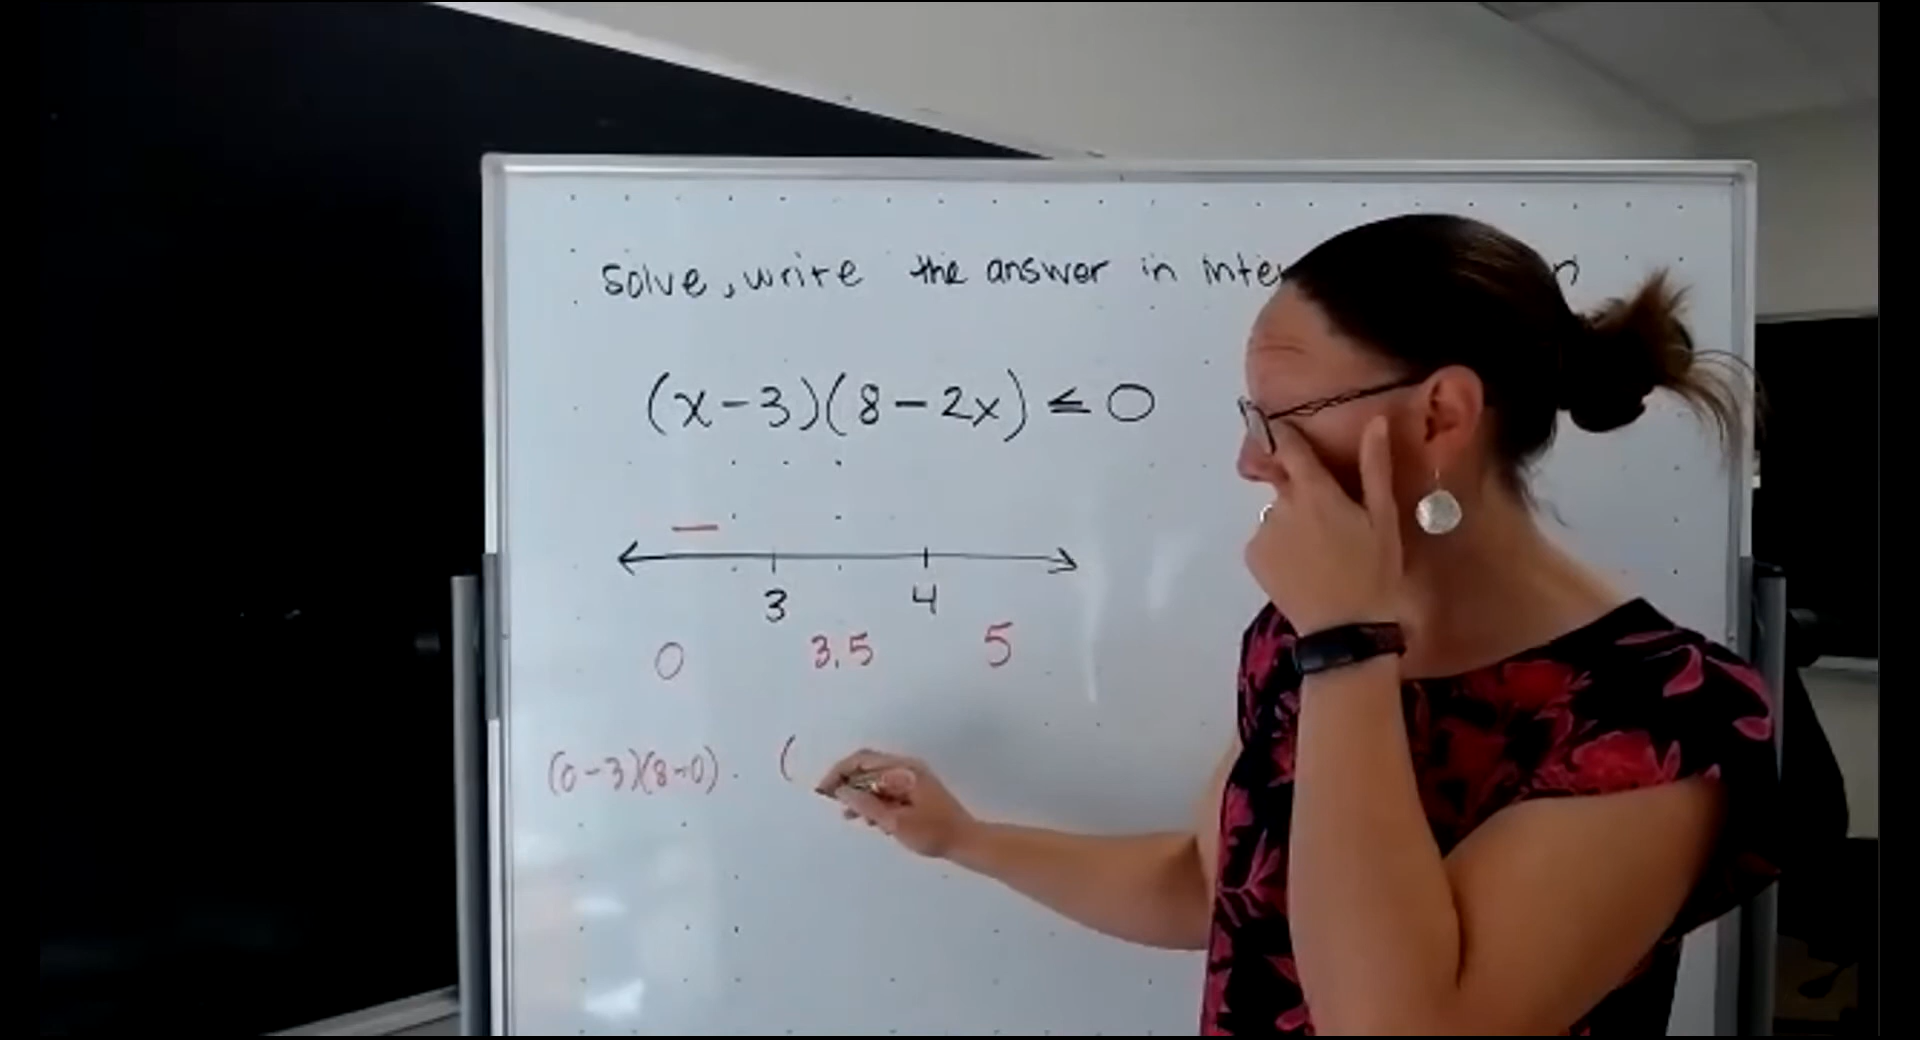 Solve, write the answer in
(x-3)(8-2x) ≤ 0
—
3 4
0 3.5 5
(0-3)(8-0) (